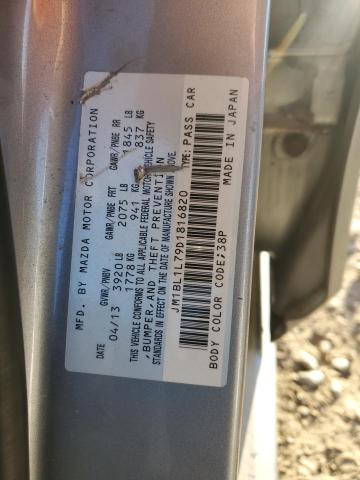 MFD. BY MAZDA MOTOR CORPORATION
DATE GVWR/PNBV GAWR/PNBE FRT GAWR/PNBE RR
04/13 3920 LB 2075 LB 1845 LB
1778 KG 941 KG 837 KG
THIS VEHICLE CONFORMS TO ALL APPLICABLE FEDERAL MOTOR VEHICLE SAFETY
, BUMPER, AND THEFT PREVENTION
STANDARDS IN EFFECT ON THE DATE OF MANUFACTURE SHOWN ABOVE
JM1BL1L79D1816820 TYPE: PASS CAR
BODY COLOR CODE;38P MADE IN JAPAN